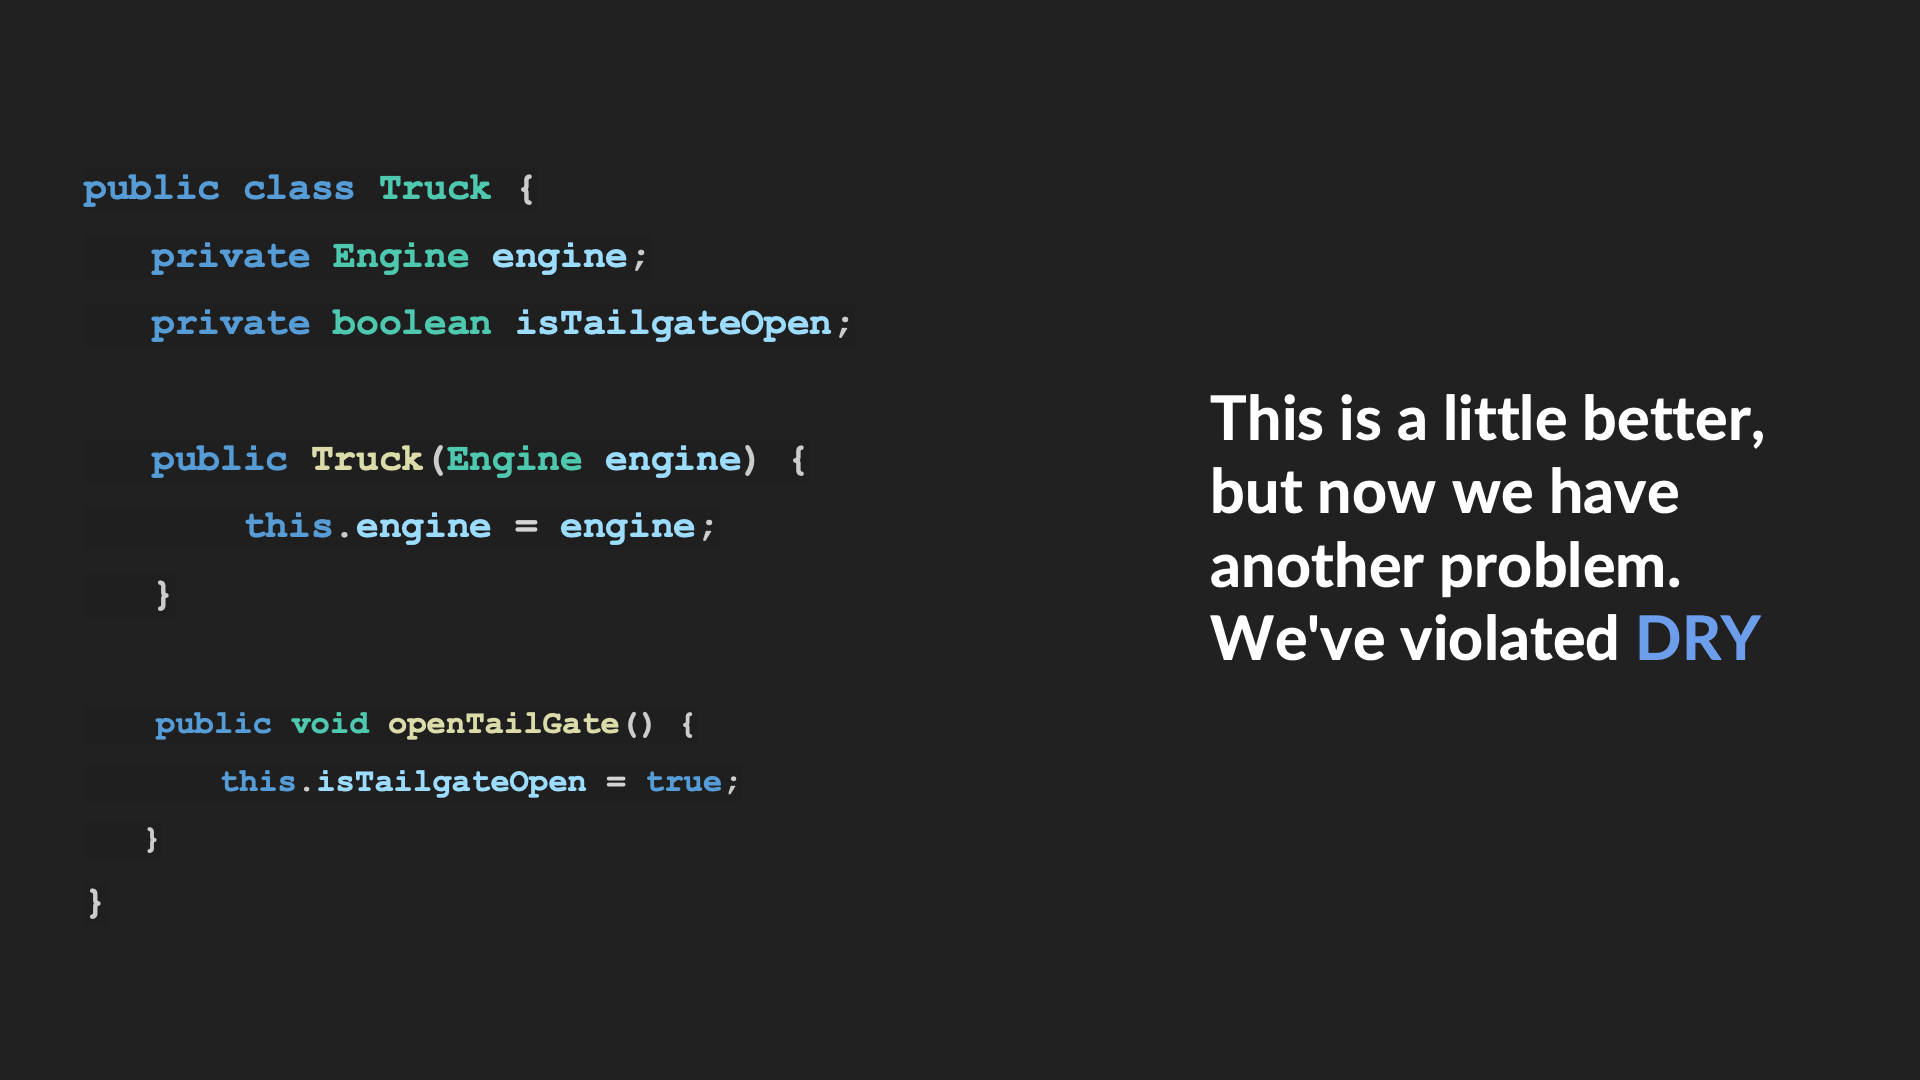 public class Truck {
private Engine engine;
private boolean isTailgateOpen;
public Truck(Engine engine) {
this.engine = engine;
}
public void openTailGate() {
this.isTailgateOpen = true;
}
}
This is a little better,
but now we have
another problem.
We've violated DRY